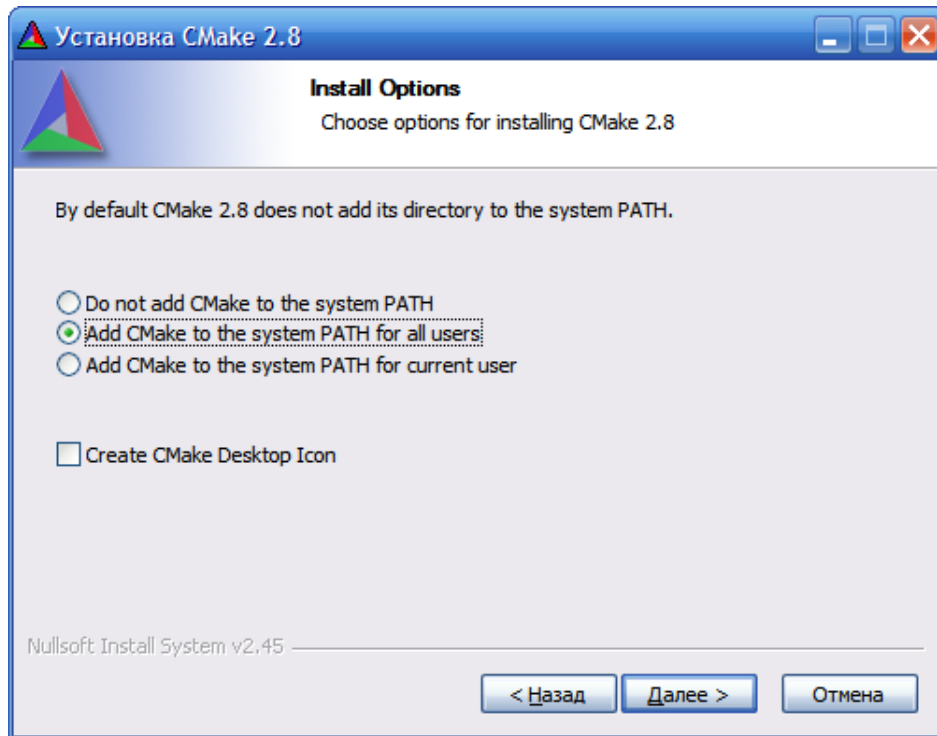 Установка CMake 2.8
Install Options
Choose options for installing CMake 2.8
By default CMake 2.8 does not add its directory to the system PATH.
Do not add CMake to the system PATH
Add CMake to the system PATH for all users
Add CMake to the system PATH for current user
Create CMake Desktop Icon
Nullsoft Install System v2.45
< Назад Далее > Отмена